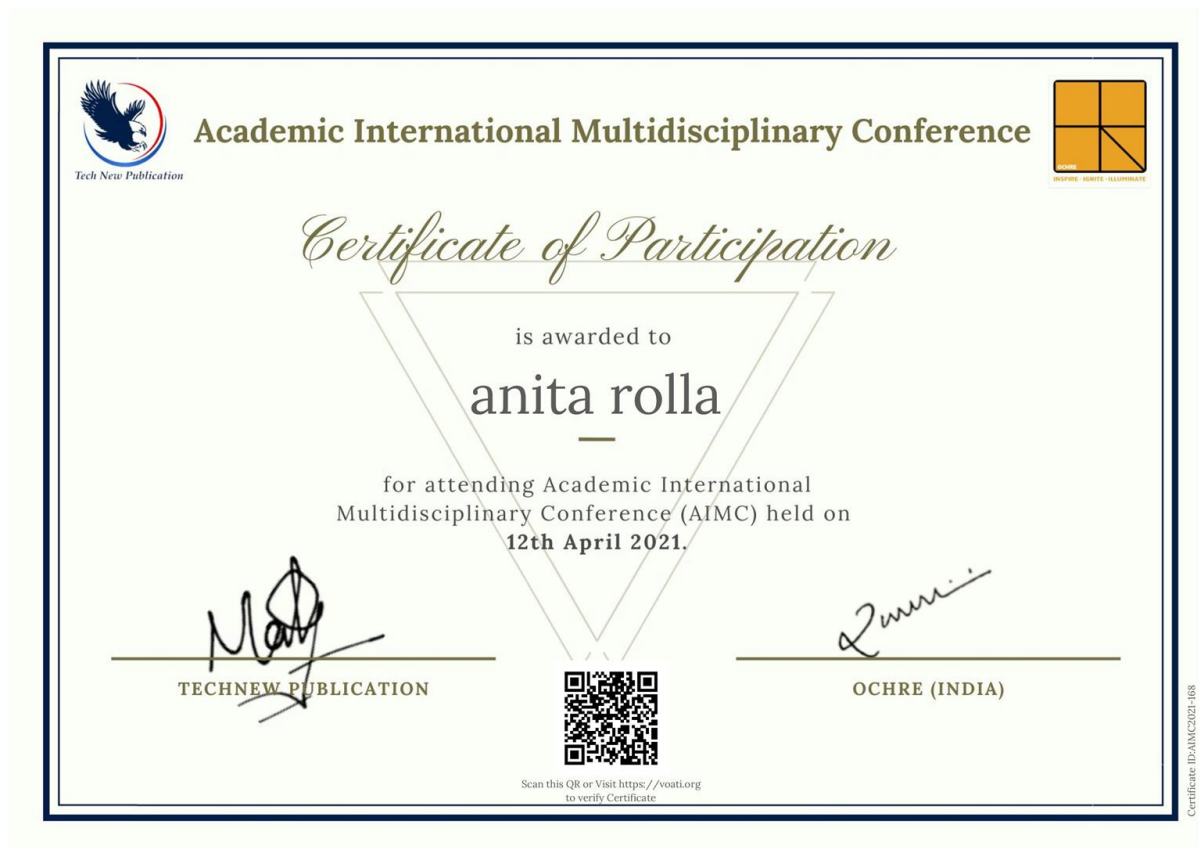 Academic International Multidisciplinary Conference
Tech New Publication
OCHRE
INSPIRE · IGNITE · ILLUMINATE
Certificate of Participation
is awarded to
anita rolla
for attending Academic International
Multidisciplinary Conference (AIMC) held on
12th April 2021.
TECHNEW PUBLICATION
OCHRE (INDIA)
Scan this QR or Visit https://voati.org
to verify Certificate
Certificate ID:AIMC2021-168